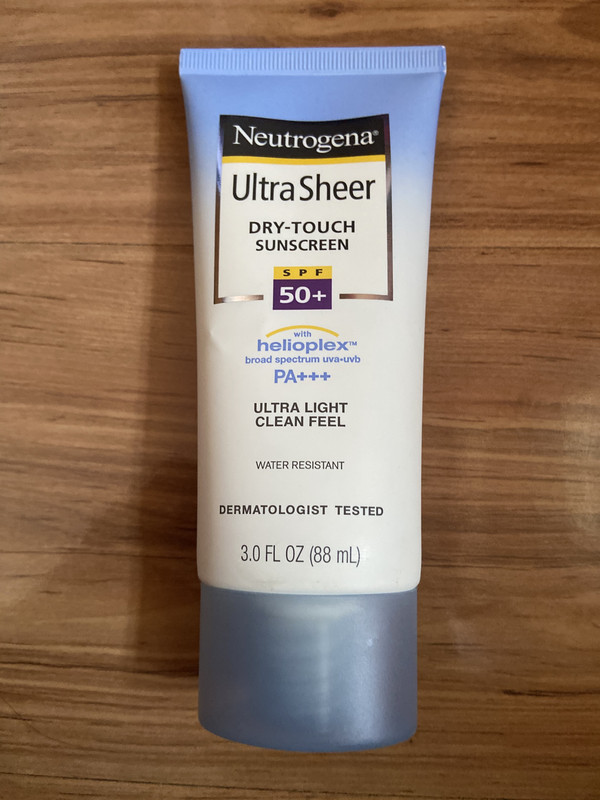 Neutrogena®
Ultra Sheer
DRY-TOUCH
SUNSCREEN
SPF
50+
with
helioplex™
broad spectrum uva•uvb
PA+++
ULTRA LIGHT
CLEAN FEEL
WATER RESISTANT
DERMATOLOGIST TESTED
3.0 FL OZ (88 mL)